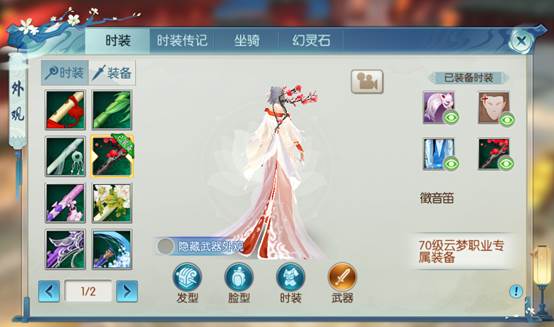 时装
时装传记
坐骑
幻灵石
外观
时装
装备
已装备时装
徵音笛
隐藏武器外观
70级云梦职业专
属装备
1/2
发型
脸型
时装
武器